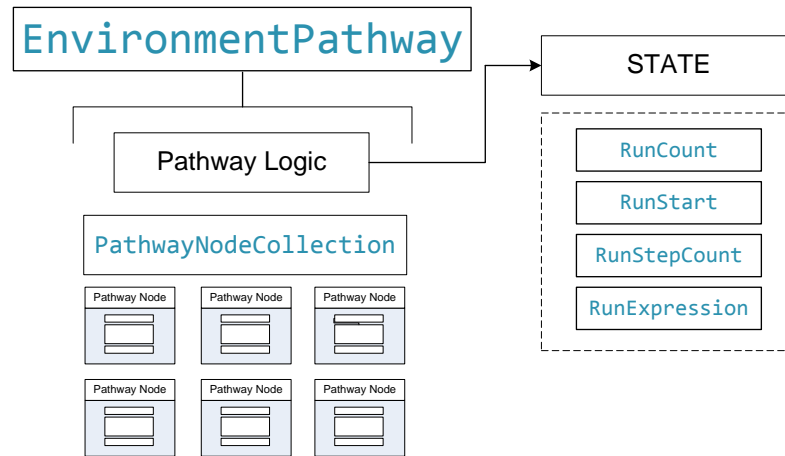 EnvironmentPathway
STATE
Pathway Logic
RunCount
RunStart
PathwayNodeCollection
RunStepCount
RunExpression
Pathway Node
Pathway Node
Pathway Node
Pathway Node
Pathway Node
Pathway Node